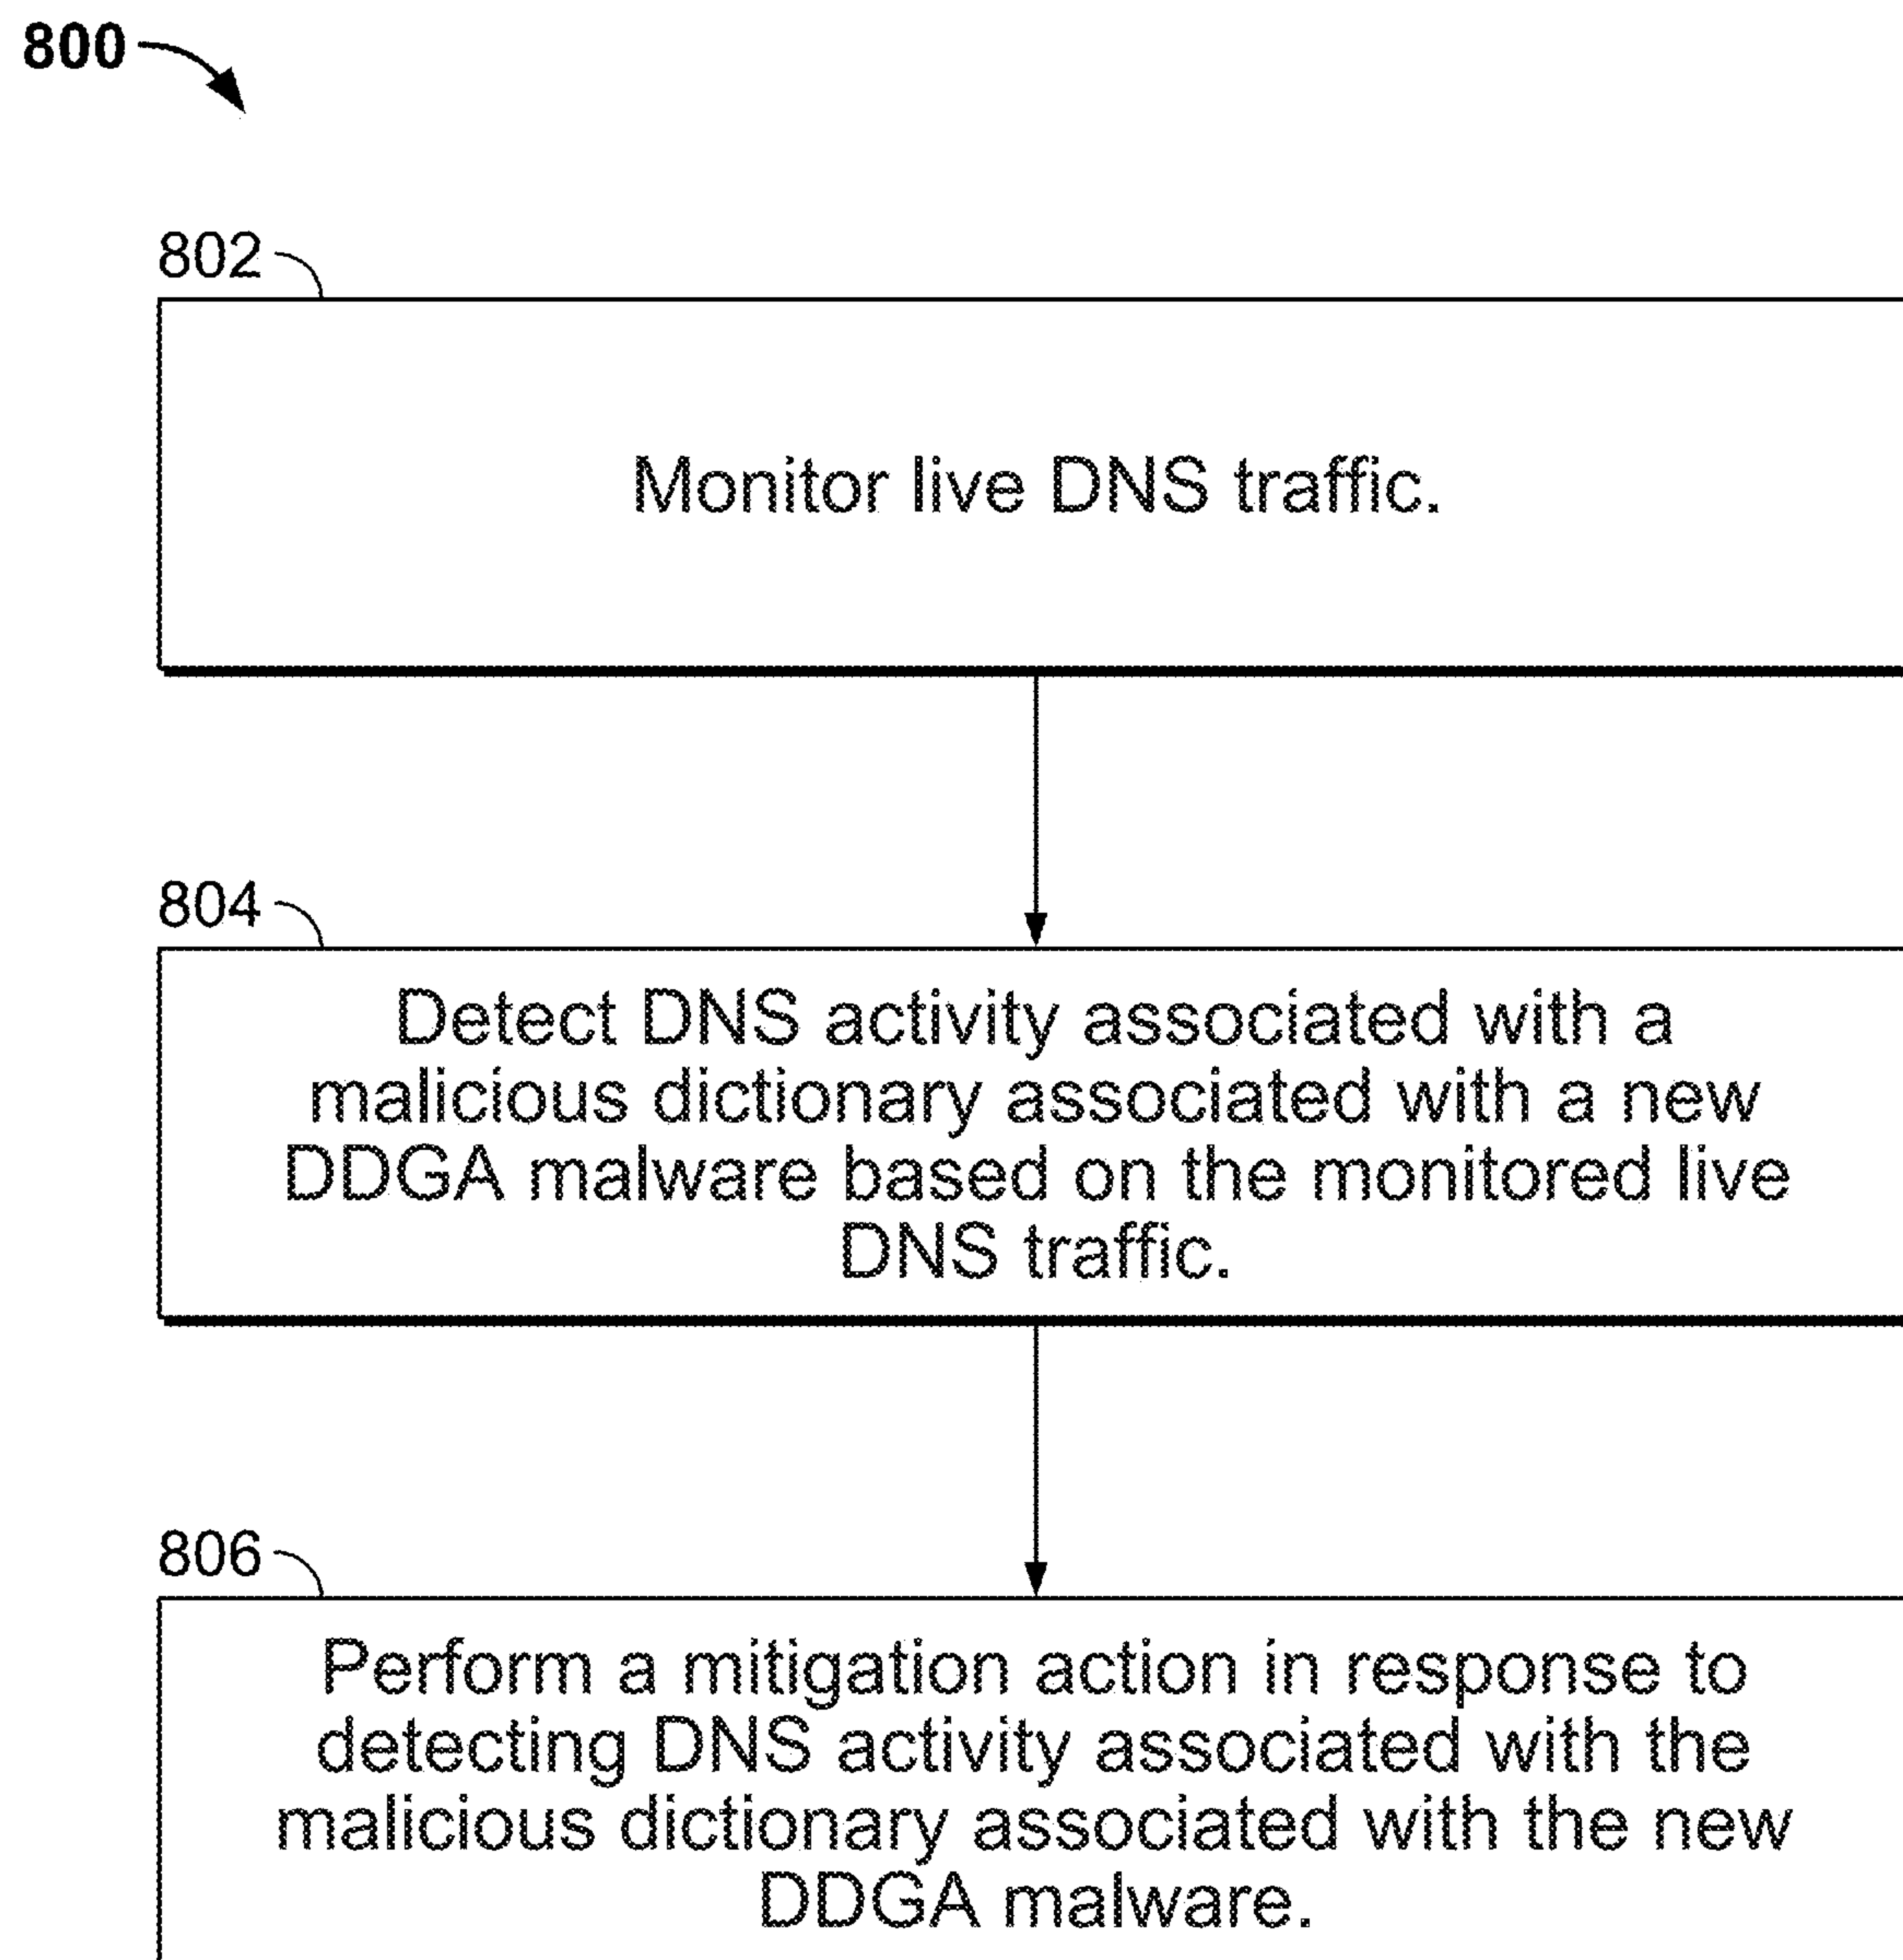 800
802
Monitor live DNS traffic.
804
Detect DNS activity associated with a
malicious dictionary associated with a new
DDGA malware based on the monitored live
DNS traffic.
806
Perform a mitigation action in response to
detecting DNS activity associated with the
malicious dictionary associated with the new
DDGA malware.